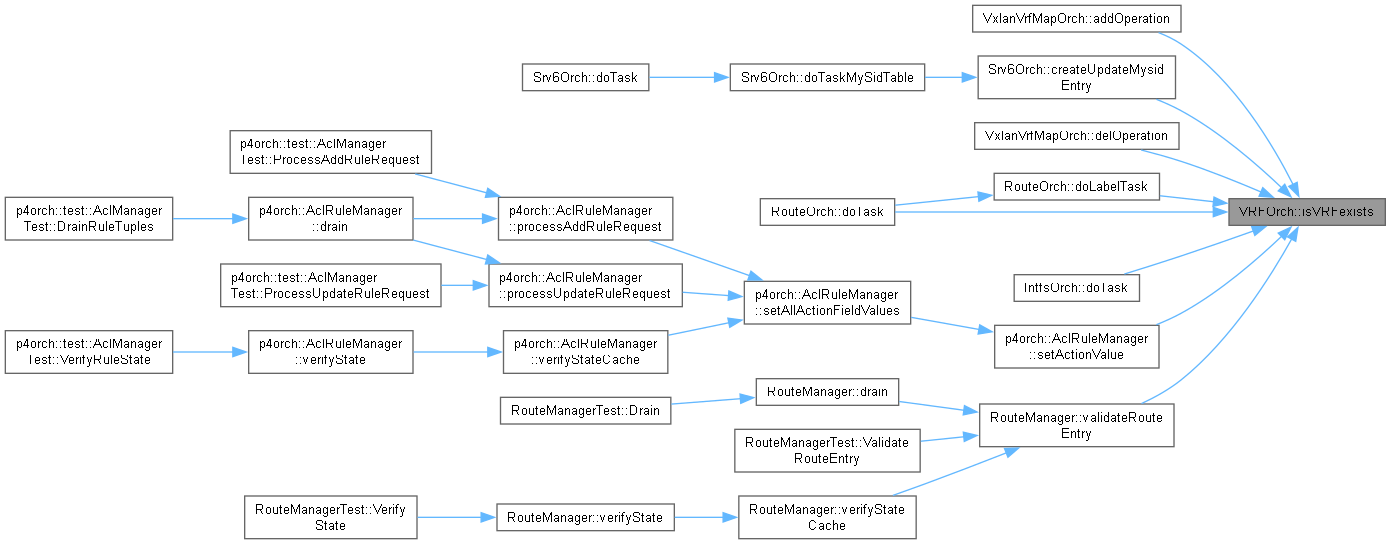 VxlanVrfMapOrch::addOperation
Srv6Orch::createUpdateMysid
Entry
Srv6Orch::doTaskMySidTable
Srv6Orch::doTask
VxlanVrfMapOrch::delOperation
p4orch::test::AclManager
Test::ProcessAddRuleRequest
RouteOrch::doLabelTask
RouteOrch::doTask
VRFOrch::isVRFexists
p4orch::test::AclManager
Test::DrainRuleTuples
p4orch::AclRuleManager
::drain
p4orch::AclRuleManager
::processAddRuleRequest
p4orch::test::AclManager
Test::ProcessUpdateRuleRequest
p4orch::AclRuleManager
::processUpdateRuleRequest
IntfsOrch::doTask
p4orch::AclRuleManager
::setAllActionFieldValues
p4orch::test::AclManager
Test::VerifyRuleState
p4orch::AclRuleManager
::verifyState
p4orch::AclRuleManager
::verifyStateCache
p4orch::AclRuleManager
::setActionValue
RouteManager::drain
RouteManagerTest::Drain
RouteManager::validateRoute
Entry
RouteManagerTest::Validate
RouteEntry
RouteManagerTest::Verify
State
RouteManager::verifyState
RouteManager::verifyState
Cache